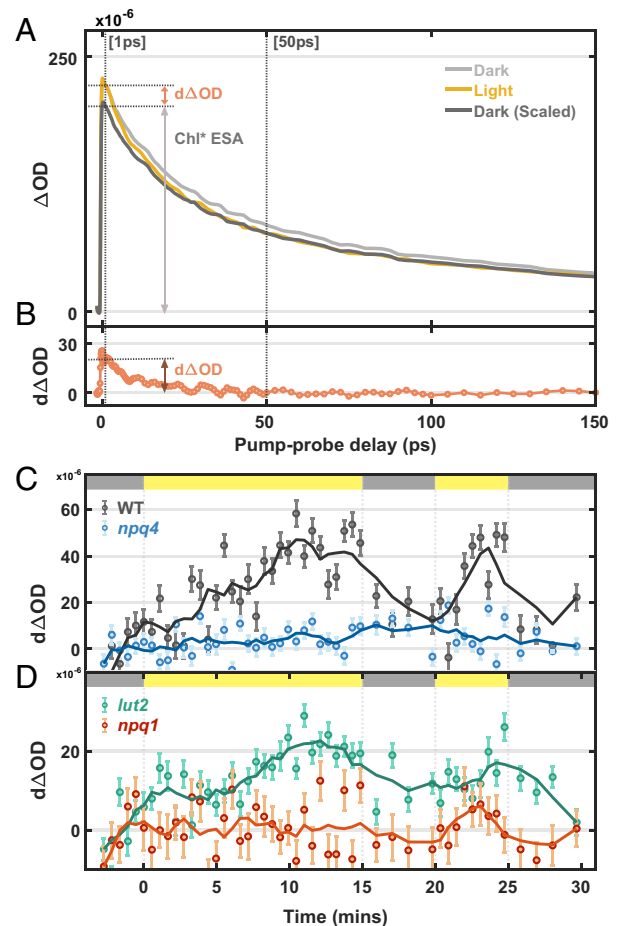 A
x10⁻⁶
[1ps]
[50ps]
250
0
ΔOD
Dark
Light
Dark (Scaled)
dΔOD
Chl* ESA
B
30
0
dΔOD
dΔOD
0
50
100
150
Pump-probe delay (ps)
C
x10⁻⁶
60
40
20
0
dΔOD
WT
npq4
D
x10⁻⁶
20
0
dΔOD
lut2
npq1
0
5
10
15
20
25
30
Time (mins)